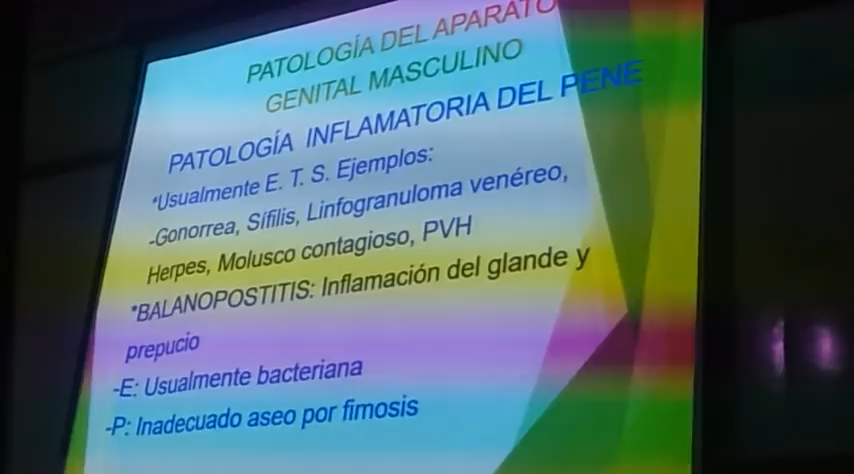 PATOLOGÍA DEL APARATO
GENITAL MASCULINO
PATOLOGÍA INFLAMATORIA DEL PENE
*Usualmente E. T. S. Ejemplos:
-Gonorrea, Sífilis, Linfogranuloma venéreo,
Herpes, Molusco contagioso, PVH
*BALANOPOSTITIS: Inflamación del glande y
prepucio
-E: Usualmente bacteriana
-P: Inadecuado aseo por fimosis